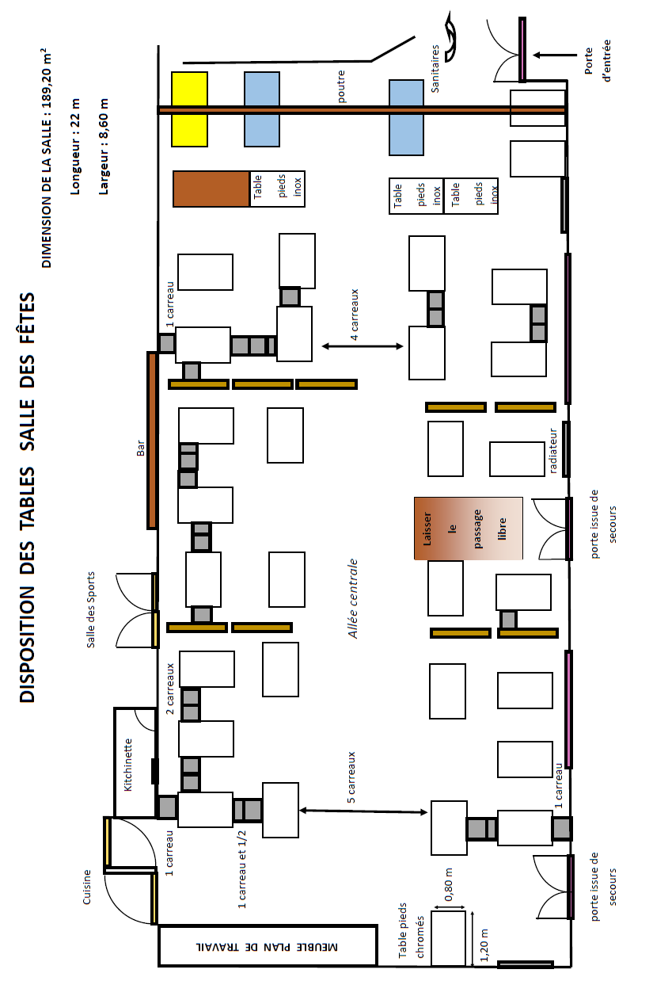 DISPOSITION DES TABLES SALLE DES FÊTES
DIMENSION DE LA SALLE : 189,20 m²
Longueur : 22 m
Largeur : 8,60 m
Cuisine
Kitchinette
Salle des Sports
Bar
1 carreau
2 carreaux
1 carreau
1 carreau et 1/2
MEUBLE PLAN DE TRAVAIL
Table
pieds
inox
poutre
Sanitaires
Porte
d’entrée
Table
pieds
inox
Table
pieds
inox
4 carreaux
Allée centrale
5 carreaux
Laisser
le
passage
libre
radiateur
porte issue de
secours
1 carreau
porte issue de
secours
Table pieds
chromés
0,80 m
1,20 m